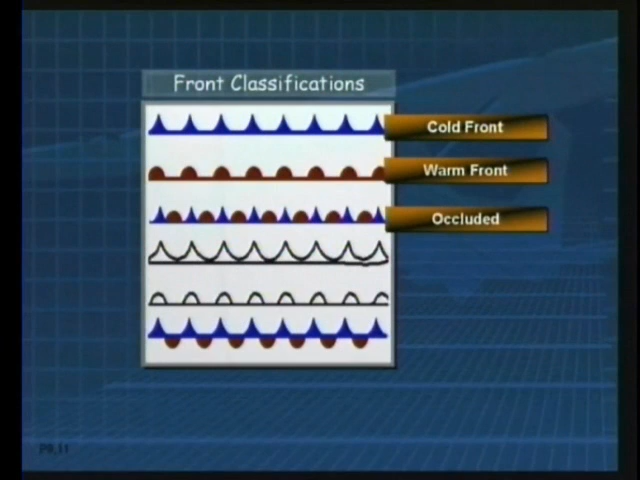 Front Classifications
Cold Front
Warm Front
Occluded